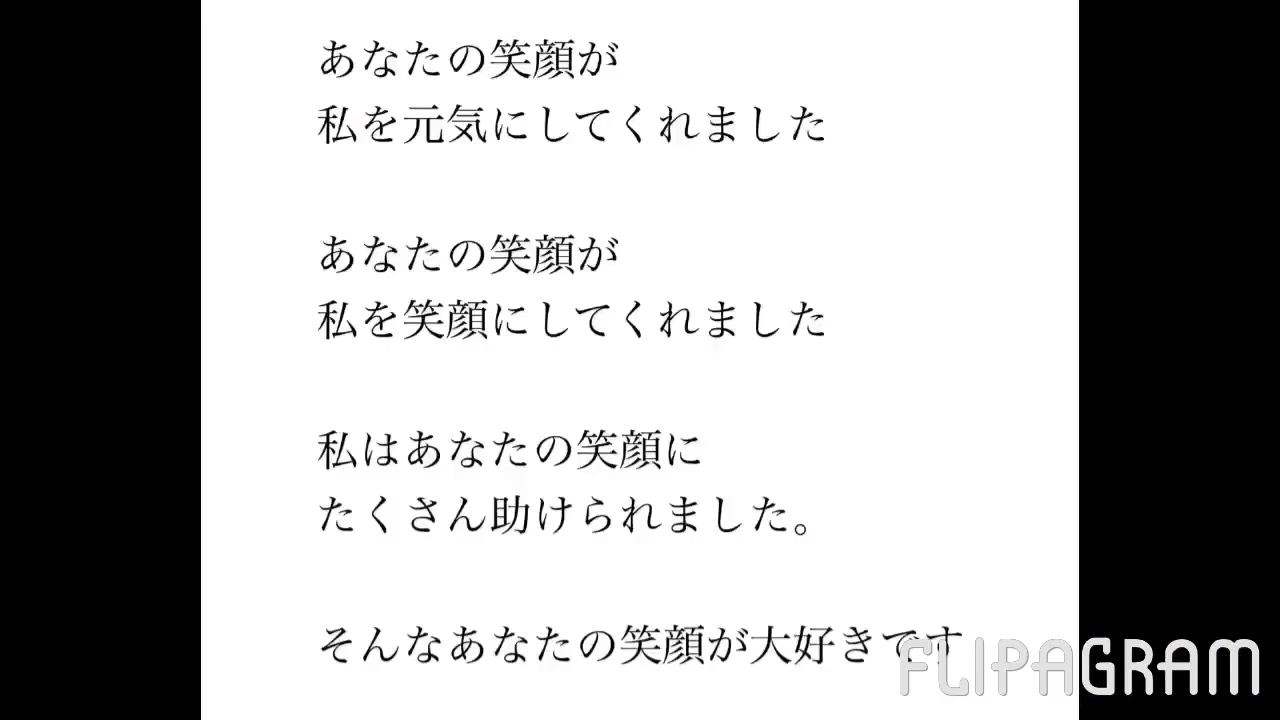 あなたの笑顔が
私を元気にしてくれました
あなたの笑顔が
私を笑顔にしてくれました
私はあなたの笑顔に
たくさん助けられました。
そんなあなたの笑顔が大好きです
FLIPAGRAM